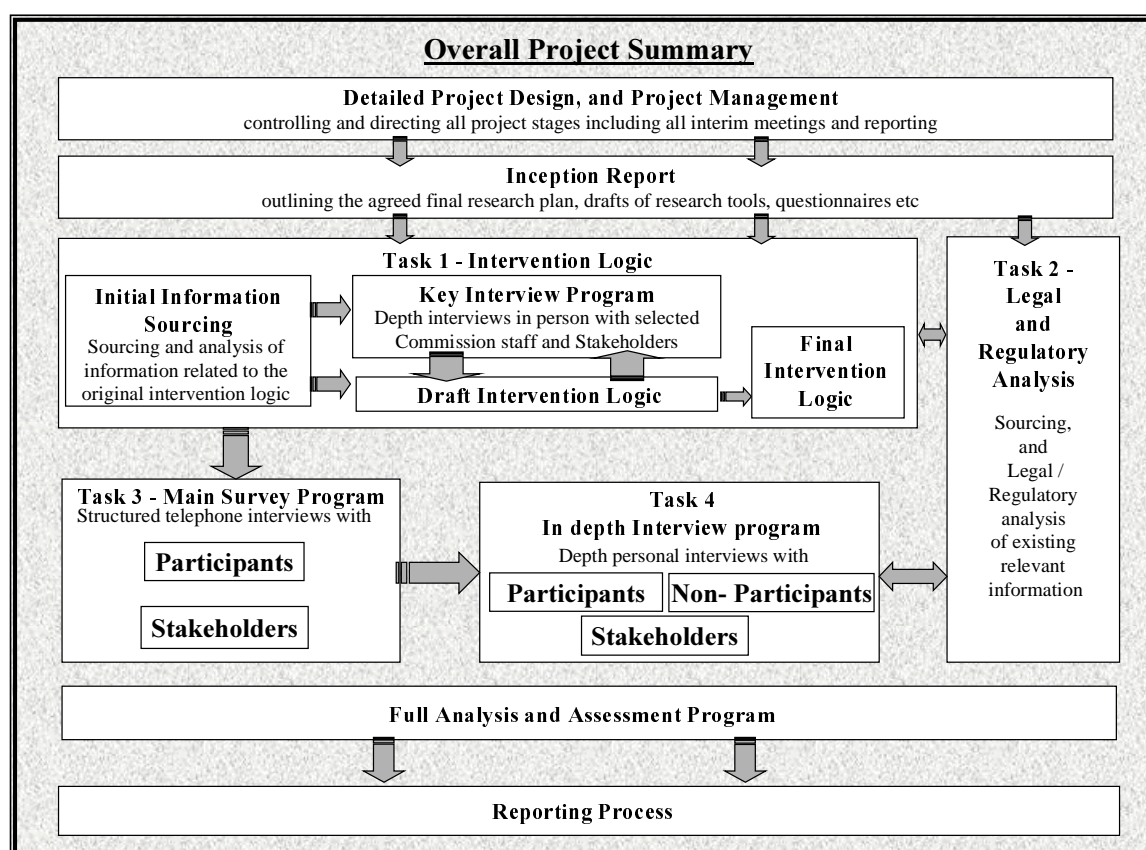 Overall Project Summary
Detailed Project Design, and Project Management
controlling and directing all project stages including all interim meetings and reporting
Inception Report
outlining the agreed final research plan, drafts of research tools, questionnaires etc
Task 1 - Intervention Logic
Initial Information
Sourcing
Sourcing and analysis of
information related to the
original intervention logic
Key Interview Program
Depth interviews in person with selected
Commission staff and Stakeholders
Draft Intervention Logic
Final
Intervention
Logic
Task 2 -
Legal
and
Regulatory
Analysis
Sourcing,
and
Legal /
Regulatory
analysis
of existing
relevant
information
Task 3 - Main Survey Program
Structured telephone interviews with
Participants
Stakeholders
Task 4
In depth Interview program
Depth personal interviews with
Participants
Non- Participants
Stakeholders
Full Analysis and Assessment Program
Reporting Process